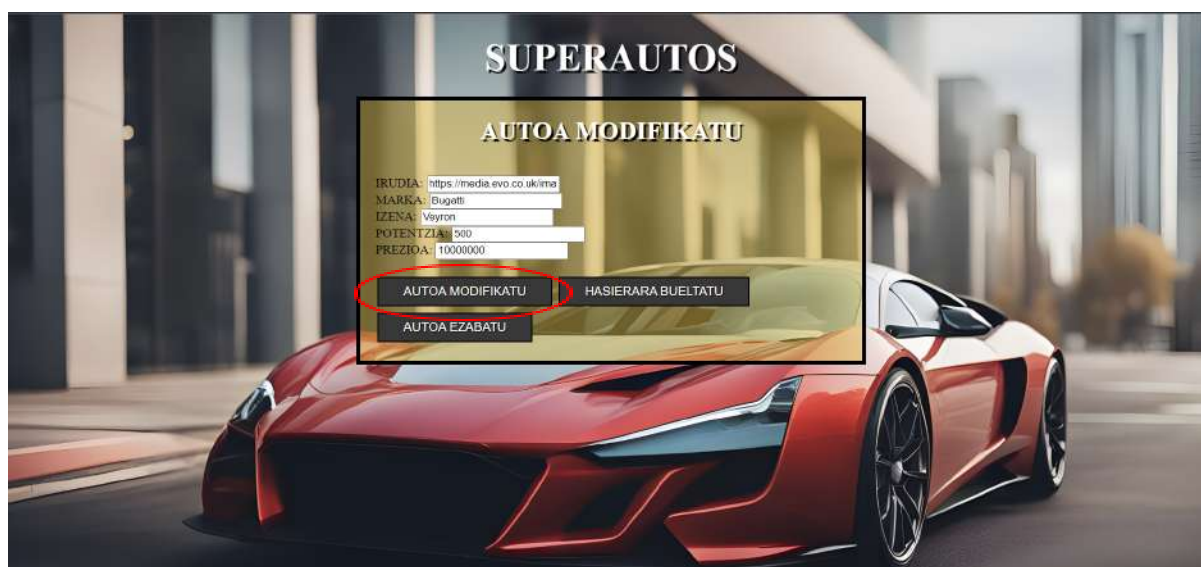 SUPERAUTOS
AUTOA MODIFIKATU
IRUDIA: https://media.evo.co.uk/ima
MARKA: Bugatti
IZENA: Veyron
POTENTZIA: 500
PREZIOA: 10000000
AUTOA MODIFIKATU HASIERARA BUELTATU
AUTOA EZABATU